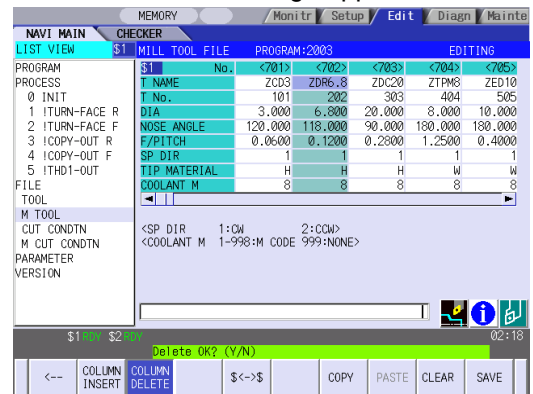 MEMORY Monitr Setup Edit Diagn Mainte
NAVI MAIN CHECKER
LIST VIEW $1 MILL TOOL FILE PROGRAM:2003 EDITING
PROGRAM
PROCESS
0 INIT
1 !TURN-FACE R
2 !TURN-FACE F
3 !COPY-OUT R
4 !COPY-OUT F
5 !THD1-OUT
FILE
TOOL
M TOOL
CUT CONDTN
M CUT CONDTN
PARAMETER
VERSION
$1 No. <701> <702> <703> <704> <705>
T NAME ZCD3 ZDR6.8 ZDC20 ZTPM8 ZED10
T No. 101 202 303 404 505
DIA 3.000 6.800 20.000 8.000 10.000
NOSE ANGLE 120.000 118.000 90.000 180.000 180.000
F/PITCH 0.0600 0.1200 0.2800 1.2500 0.4000
SP DIR 1 1 1 1 1
TIP MATERIAL H H H W W
COOLANT M 8 8 8 8 8
<SP DIR 1:CW 2:CCW>
<COOLANT M 1-998:M CODE 999:NONE>
$1 RDY $2 RDY 02:18
Delete OK? (Y/N)
<-- COLUMN INSERT COLUMN DELETE $<->$ COPY PASTE CLEAR SAVE